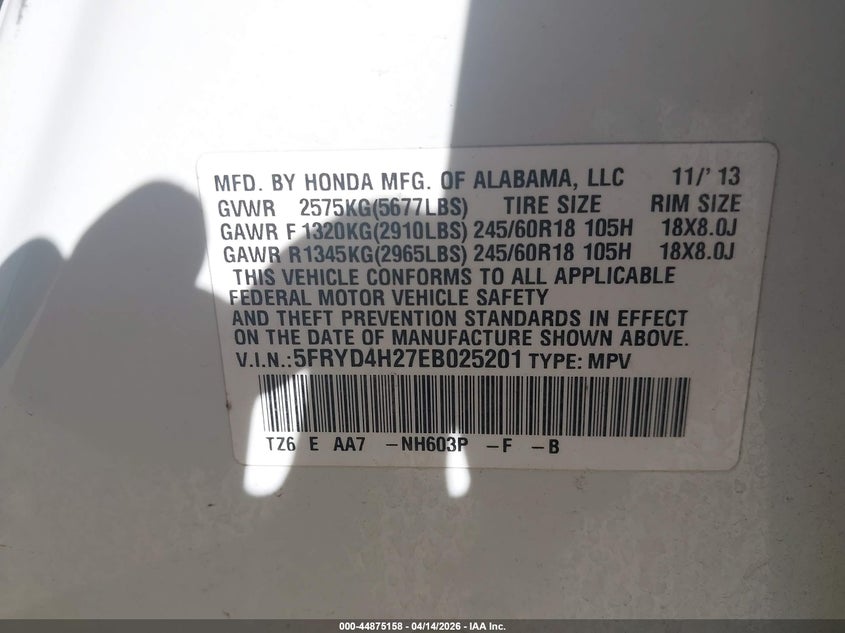 MFD. BY HONDA MFG. OF ALABAMA, LLC 11/' 13
GVWR 2575KG(5677LBS) TIRE SIZE RIM SIZE
GAWR F 1320KG(2910LBS) 245/60R18 105H 18X8.0J
GAWR R1345KG(2965LBS) 245/60R18 105H 18X8.0J
THIS VEHICLE CONFORMS TO ALL APPLICABLE
FEDERAL MOTOR VEHICLE SAFETY
AND THEFT PREVENTION STANDARDS IN EFFECT
ON THE DATE OF MANUFACTURE SHOWN ABOVE.
V.I.N.:5FRYD4H27EB025201 TYPE: MPV
TZ6 E AA7 -NH603P -F -B
000-44875158 - 04/14/2026 - IAA Inc.